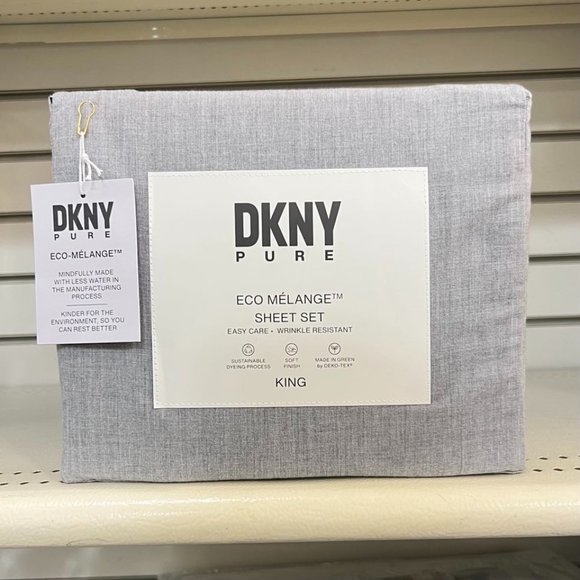 DKNY
PURE
ECO-MÉLANGE™
MINDFULLY MADE
WITH LESS WATER IN
THE MANUFACTURING
PROCESS
KINDER FOR THE
ENVIRONMENT, SO YOU
CAN REST BETTER
DKNY
PURE
ECO MÉLANGE™
SHEET SET
EASY CARE • WRINKLE RESISTANT
SUSTAINABLE
DYEING PROCESS
SOFT
FINISH
MADE IN GREEN
by OEKO-TEX®
KING